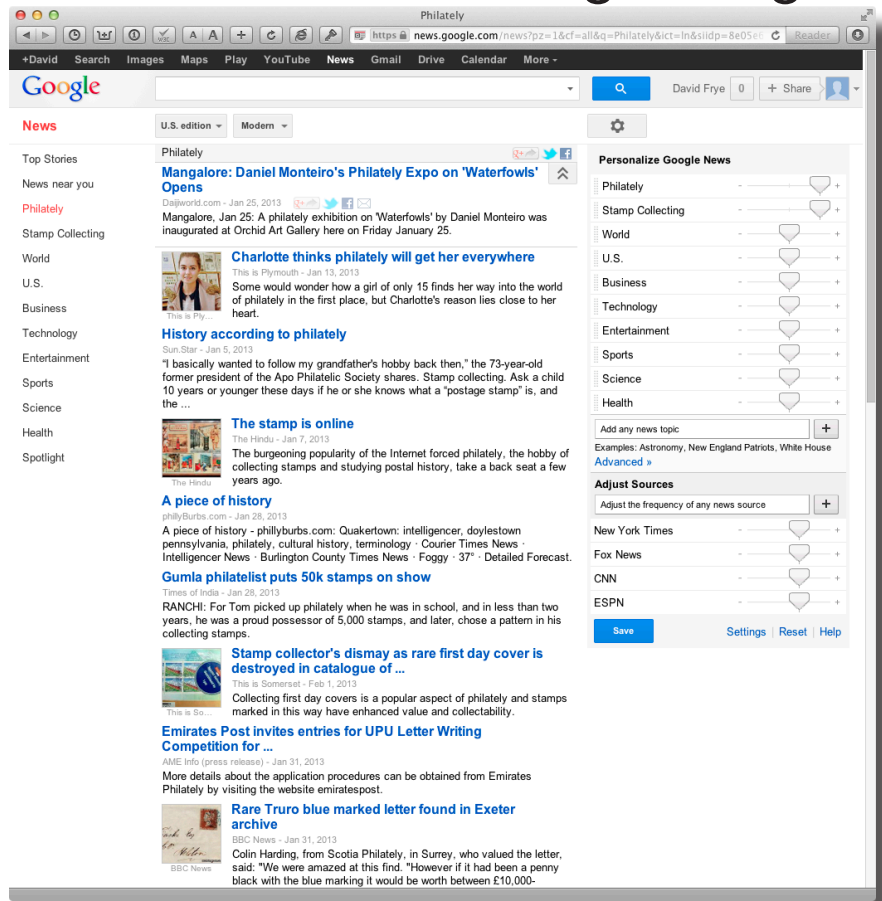 Philately
https news.google.com/news?pz=1&cf=all&q=Philately&ict=ln&siidp=8e05e
Reader
+David Search Images Maps Play YouTube News Gmail Drive Calendar More
Google
David Frye 0 + Share
News
U.S. edition Modern
Top Stories
News near you
Philately
Stamp Collecting
World
U.S.
Business
Technology
Entertainment
Sports
Science
Health
Spotlight
Philately
Mangalore: Daniel Monteiro's Philately Expo on 'Waterfowls'
Opens
Daijiworld.com - Jan 25, 2013
Mangalore, Jan 25: A philately exhibition on 'Waterfowls' by Daniel Monteiro was
inaugurated at Orchid Art Gallery here on Friday January 25.
Charlotte thinks philately will get her everywhere
This is Plymouth - Jan 13, 2013
Some would wonder how a girl of only 15 finds her way into the world
of philately in the first place, but Charlotte's reason lies close to her
heart.
This is Ply...
History according to philately
Sun.Star - Jan 5, 2013
“I basically wanted to follow my grandfather's hobby back then,” the 73-year-old
former president of the Apo Philatelic Society shares. Stamp collecting. Ask a child
10 years or younger these days if he or she knows what a “postage stamp” is, and
the ...
The stamp is online
The Hindu - Jan 7, 2013
The burgeoning popularity of the Internet forced philately, the hobby of
collecting stamps and studying postal history, take a back seat a few
years ago.
The Hindu
A piece of history
phillyBurbs.com - Jan 28, 2013
A piece of history - phillyburbs.com: Quakertown: intelligencer, doylestown
pennsylvania, philately, cultural history, terminology · Courier Times News ·
Intelligencer News · Burlington County Times News · Foggy · 37° · Detailed Forecast.
Gumla philatelist puts 50k stamps on show
Times of India - Jan 28, 2013
RANCHI: For Tom picked up philately when he was in school, and in less than two
years, he was a proud possessor of 5,000 stamps, and later, chose a pattern in his
collecting stamps.
Stamp collector's dismay as rare first day cover is
destroyed in catalogue of ...
This is Somerset - Feb 1, 2013
Collecting first day covers is a popular aspect of philately and stamps
marked in this way have enhanced value and collectability.
This is So...
Emirates Post invites entries for UPU Letter Writing
Competition for ...
AME Info (press release) - Jan 31, 2013
More details about the application procedures can be obtained from Emirates
Philately by visiting the website emiratespost.
Rare Truro blue marked letter found in Exeter
archive
BBC News - Jan 31, 2013
Colin Harding, from Scotia Philately, in Surrey, who valued the letter,
said: "We were amazed at this find. "However if it had been a penny
black with the blue marking it would be worth between £10,000-
BBC News
Personalize Google News
Philately - +
Stamp Collecting - +
World - +
U.S. - +
Business - +
Technology - +
Entertainment - +
Sports - +
Science - +
Health - +
Add any news topic +
Examples: Astronomy, New England Patriots, White House
Advanced »
Adjust Sources
Adjust the frequency of any news source +
New York Times - +
Fox News - +
CNN - +
ESPN - +
Save Settings | Reset | Help